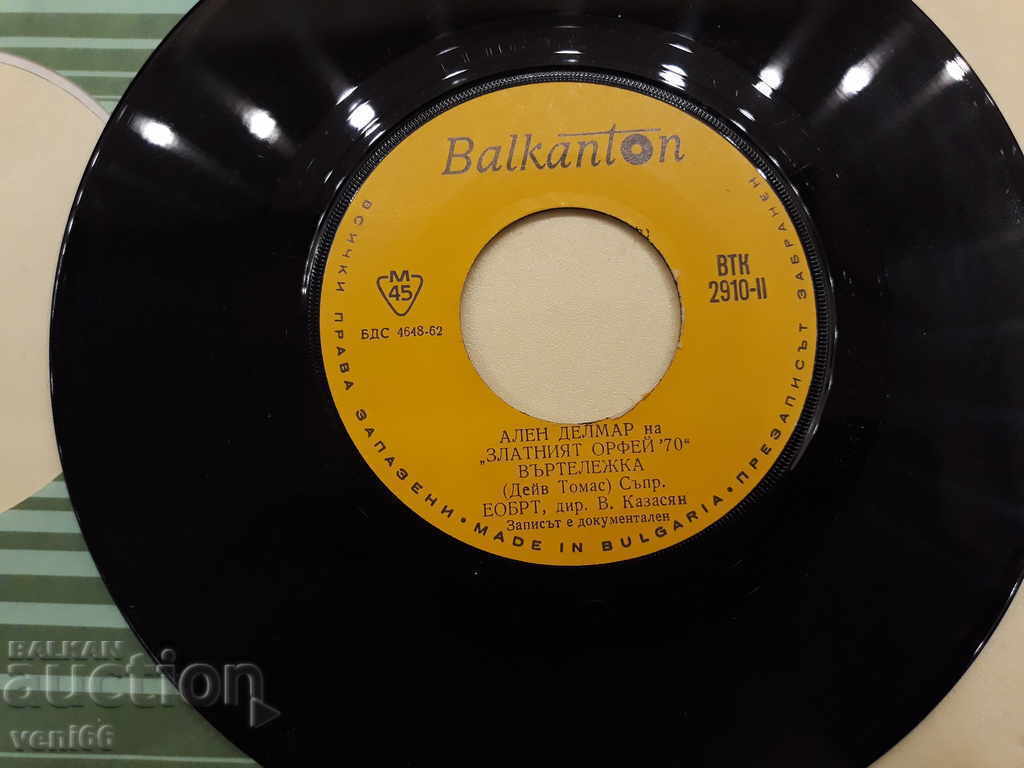 Balkanton
М
45
БДС 4648-62
ВТК
2910-II
АЛЕН ДЕЛМАР на
„ЗЛАТНИЯТ ОРФЕЙ '70“
ВЪРТЕЛЕЖКА
(Дейв Томас) Съпр.
ЕОБРТ, дир. В. Казасян
Записът е документален
ВСИЧКИ ПРАВА ЗАПАЗЕНИ • MADE IN BULGARIA • ПРЕЗАПИСЪТ ЗАБРАНЕН
BALKAN
auction
veni66